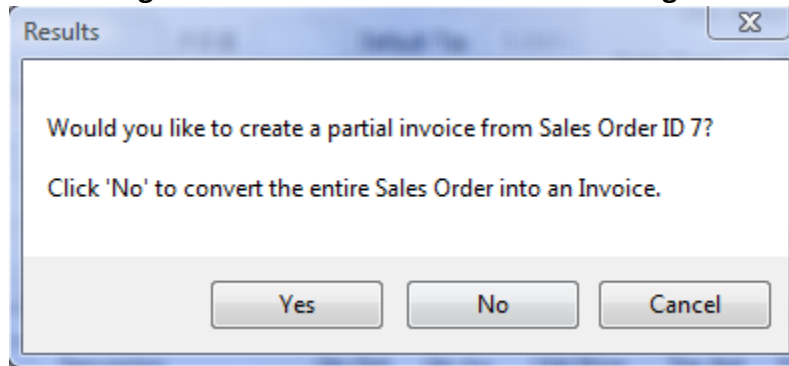 Results
Would you like to create a partial invoice from Sales Order ID 7?
Click 'No' to convert the entire Sales Order into an Invoice.
Yes No Cancel